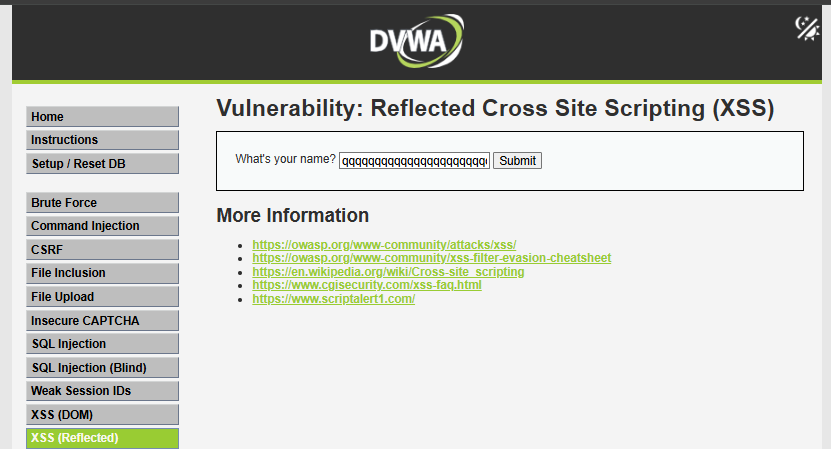 DVWA
Vulnerability: Reflected Cross Site Scripting (XSS)
Home
Instructions
Setup / Reset DB
Brute Force
Command Injection
CSRF
File Inclusion
File Upload
Insecure CAPTCHA
SQL Injection
SQL Injection (Blind)
Weak Session IDs
XSS (DOM)
XSS (Reflected)
What's your name? Submit
More Information
https://owasp.org/www-community/attacks/xss/
https://owasp.org/www-community/xss-filter-evasion-cheatsheet
https://en.wikipedia.org/wiki/Cross-site_scripting
https://www.cgisecurity.com/xss-faq.html
https://www.scriptalert1.com/